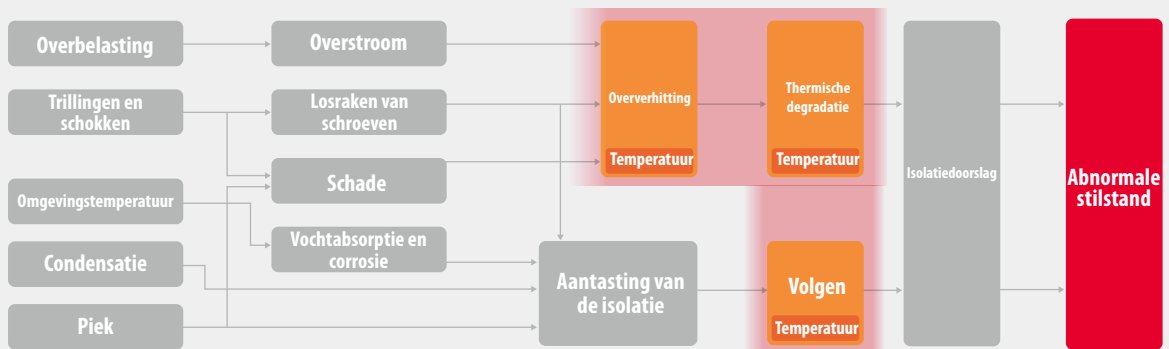 Overbelasting
Trillingen en
schokken
Omgevingstemperatuur
Condensatie
Piek
Overstroom
Losraken van
schroeven
Schade
Vochtabsorptie en
corrosie
Aantasting van
de isolatie
Oververhitting
Temperatuur
Thermische
degradatie
Temperatuur
Volgen
Temperatuur
Isolatiedoorslag
Abnormale
stilstand